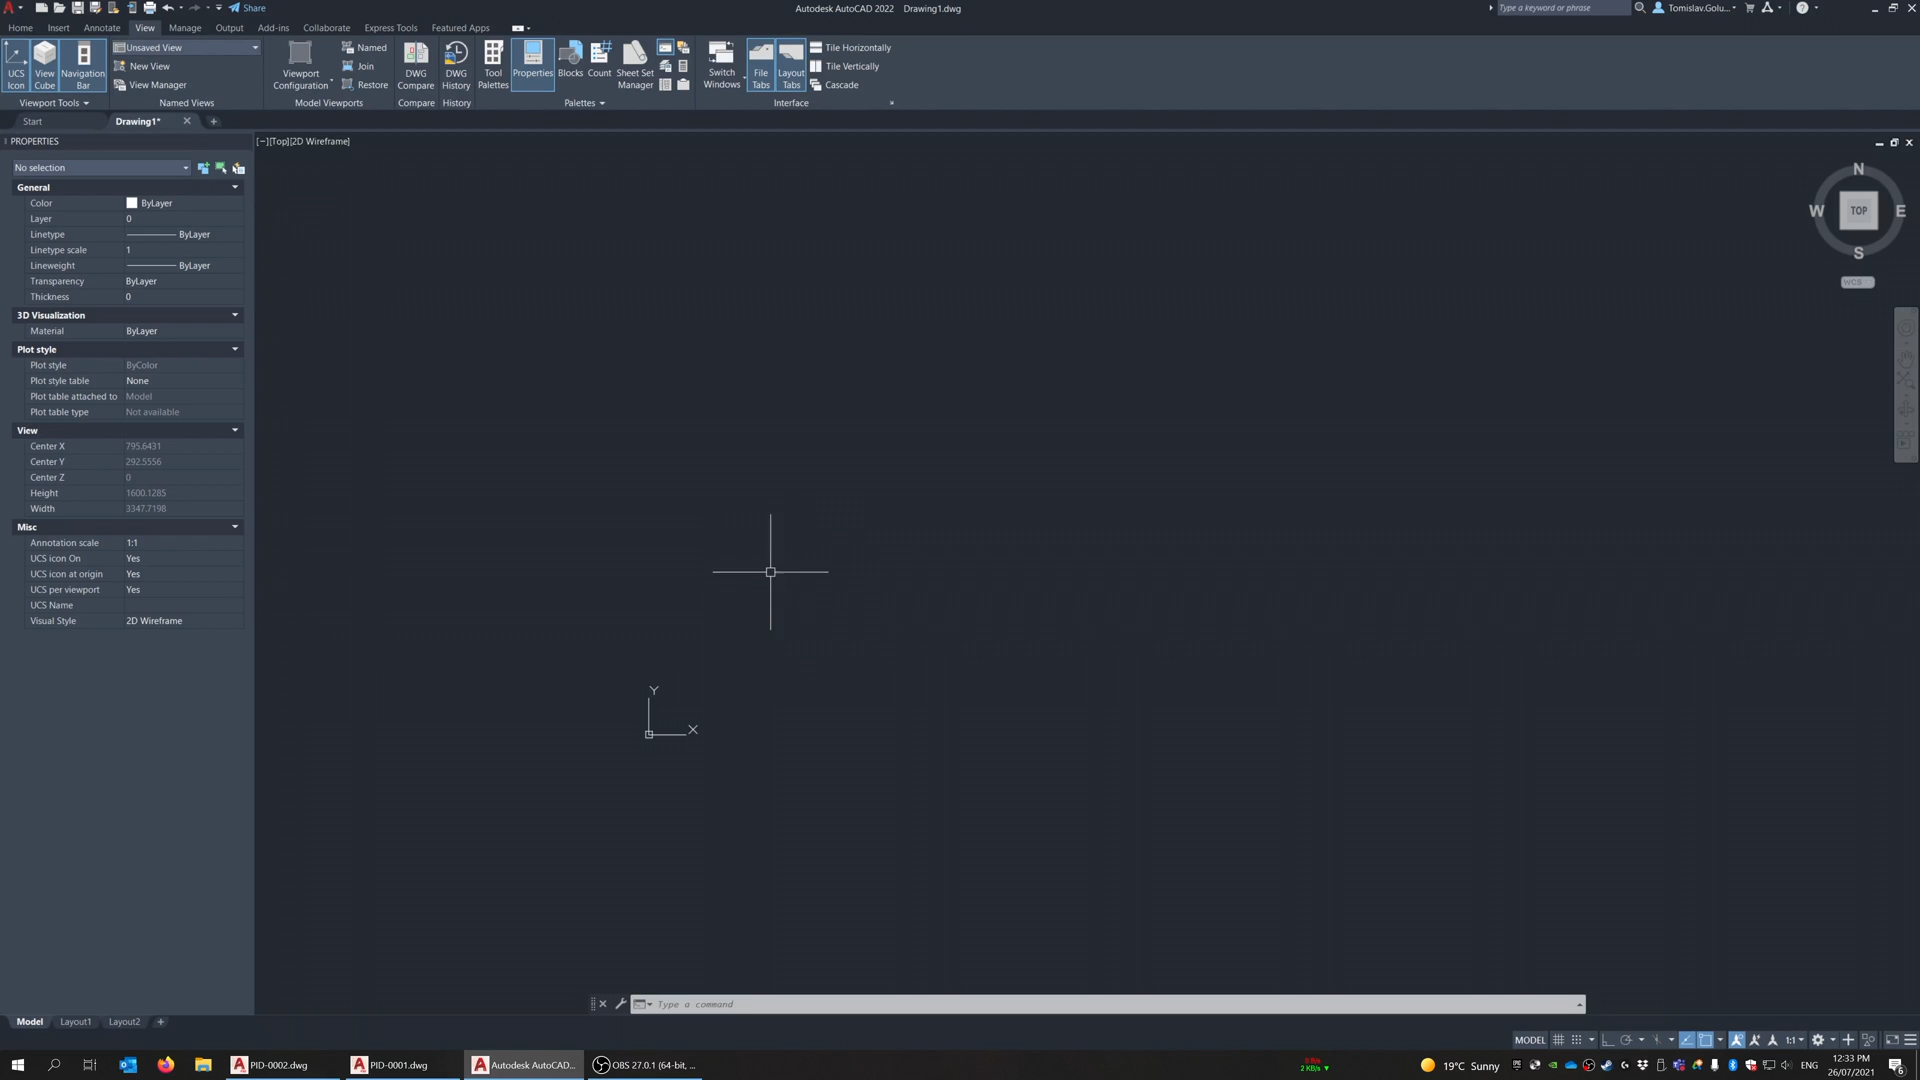 Share
Autodesk AutoCAD 2022 Drawing1.dwg
Type a keyword or phrase
Tomislav.Golu...
Home Insert Annotate View Manage Output Add-ins Collaborate Express Tools Featured Apps
UCS Icon
View Cube
Navigation Bar
Viewport Tools
Unsaved View
New View
View Manager
Named Views
Viewport Configuration
Named
Join
Restore
Model Viewports
DWG Compare
Compare
DWG History
History
Tool Palettes
Properties
Blocks
Count
Sheet Set Manager
Palettes
Switch Windows
File Tabs
Layout Tabs
Tile Horizontally
Tile Vertically
Cascade
Interface
Start
Drawing1*
PROPERTIES
No selection
General
Color ByLayer
Layer 0
Linetype ByLayer
Linetype scale 1
Lineweight ByLayer
Transparency ByLayer
Thickness 0
3D Visualization
Material ByLayer
Plot style
Plot style ByColor
Plot style table None
Plot table attached to Model
Plot table type Not available
View
Center X 795.6431
Center Y 292.5556
Center Z 0
Height 1600.1285
Width 3347.7198
Misc
Annotation scale 1:1
UCS icon On Yes
UCS icon at origin Yes
UCS per viewport Yes
UCS Name
Visual Style 2D Wireframe
[−][Top][2D Wireframe]
N
W TOP E
S
WCS
Y
X
Type a command
Model Layout1 Layout2
MODEL
1:1
PID-0002.dwg
PID-0001.dwg
Autodesk AutoCAD...
OBS 27.0.1 (64-bit, ...
0 B/s
2 KB/s
19°C Sunny
ENG
12:33 PM
26/07/2021
6